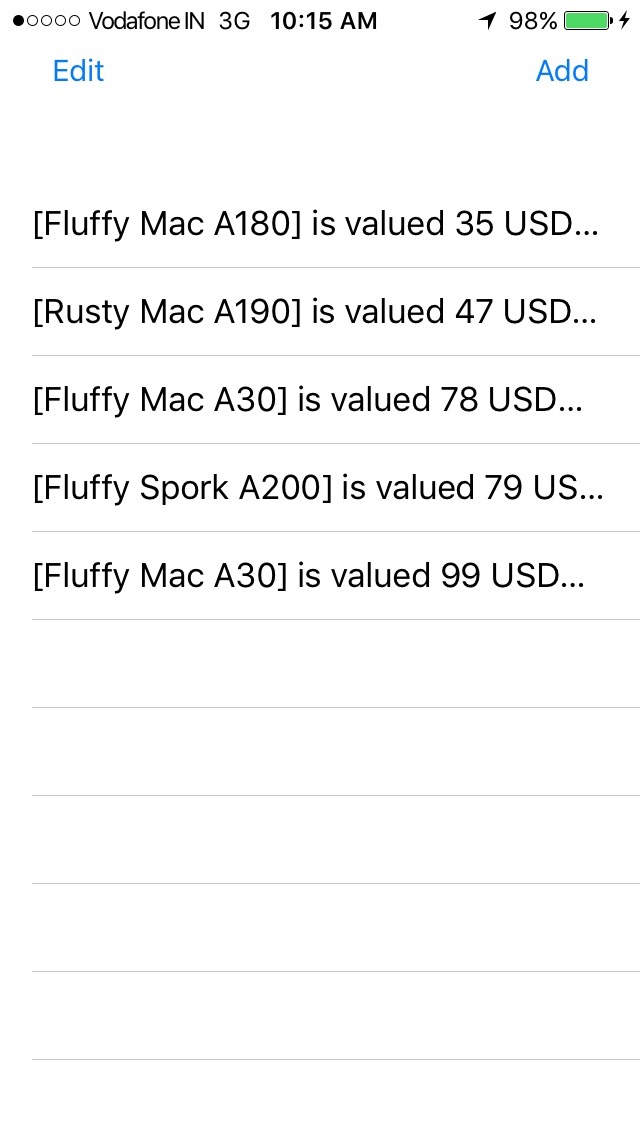 Vodafone IN 3G 10:15 AM 98%
Edit Add
[Fluffy Mac A180] is valued 35 USD...
[Rusty Mac A190] is valued 47 USD...
[Fluffy Mac A30] is valued 78 USD...
[Fluffy Spork A200] is valued 79 US...
[Fluffy Mac A30] is valued 99 USD...